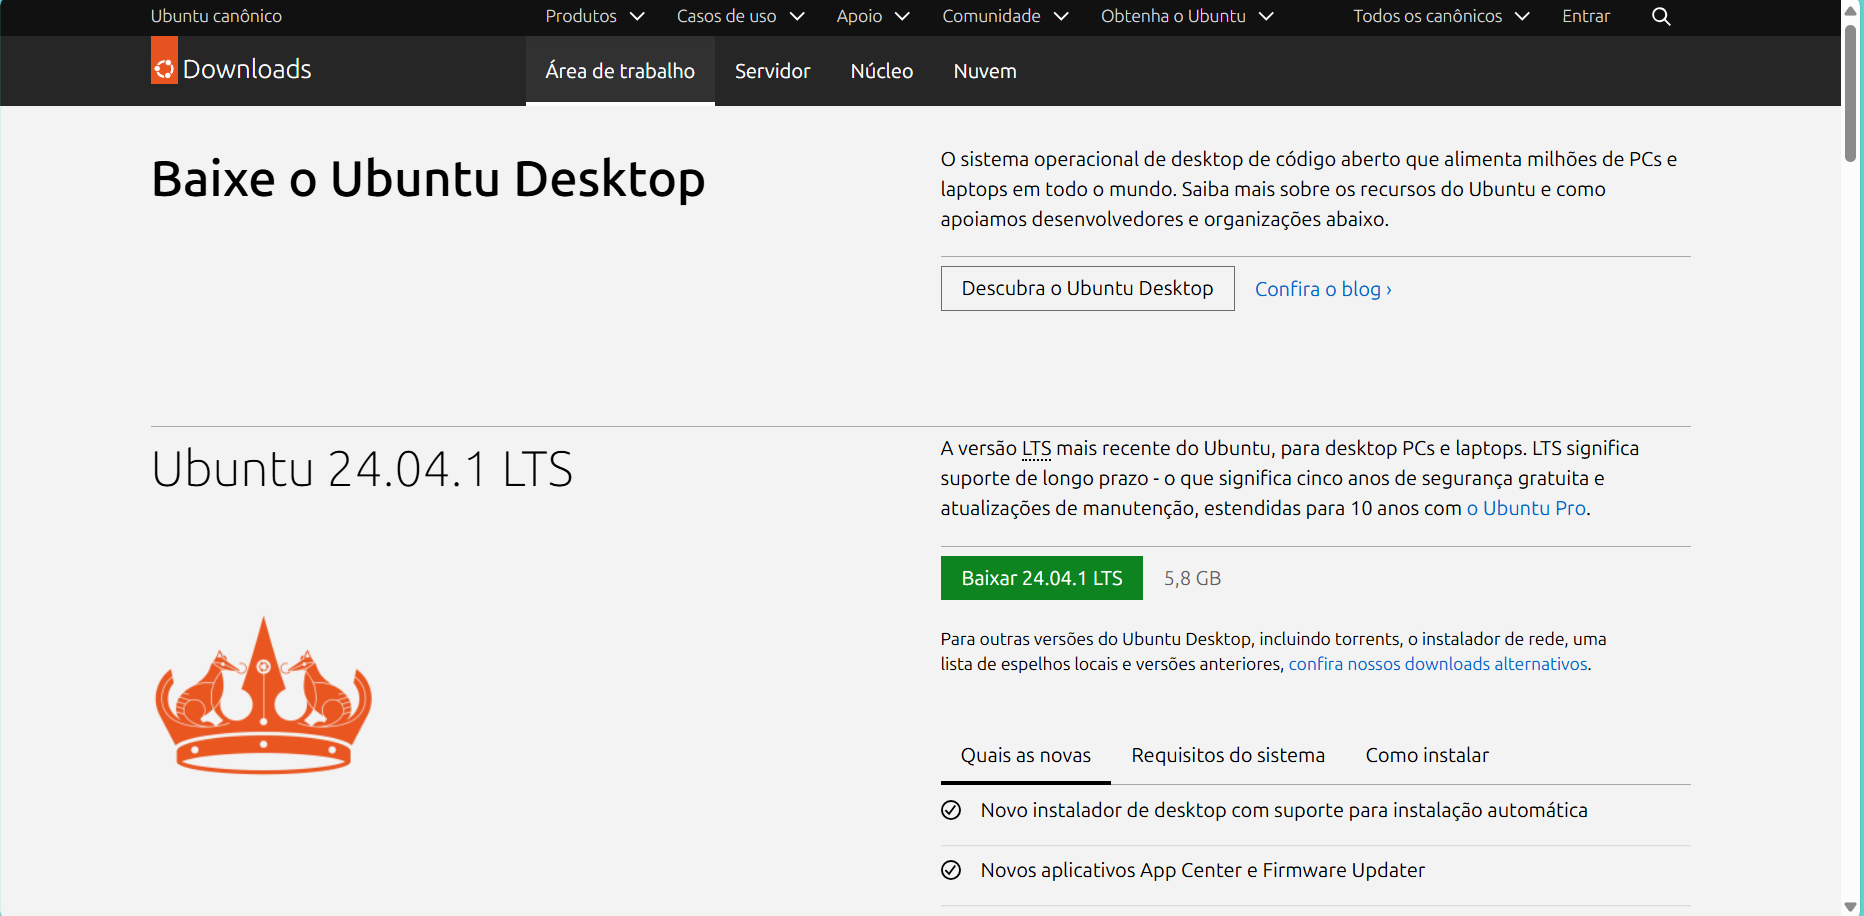 Ubuntu canônico
Produtos
Casos de uso
Apoio
Comunidade
Obtenha o Ubuntu
Todos os canônicos
Entrar
Downloads
Área de trabalho
Servidor
Núcleo
Nuvem
Baixe o Ubuntu Desktop
O sistema operacional de desktop de código aberto que alimenta milhões de PCs e
laptops em todo o mundo. Saiba mais sobre os recursos do Ubuntu e como
apoiamos desenvolvedores e organizações abaixo.
Descubra o Ubuntu Desktop
Confira o blog ›
Ubuntu 24.04.1 LTS
A versão LTS mais recente do Ubuntu, para desktop PCs e laptops. LTS significa
suporte de longo prazo - o que significa cinco anos de segurança gratuita e
atualizações de manutenção, estendidas para 10 anos com o Ubuntu Pro.
Baixar 24.04.1 LTS
5,8 GB
Para outras versões do Ubuntu Desktop, incluindo torrents, o instalador de rede, uma
lista de espelhos locais e versões anteriores, confira nossos downloads alternativos.
Quais as novas
Requisitos do sistema
Como instalar
Novo instalador de desktop com suporte para instalação automática
Novos aplicativos App Center e Firmware Updater